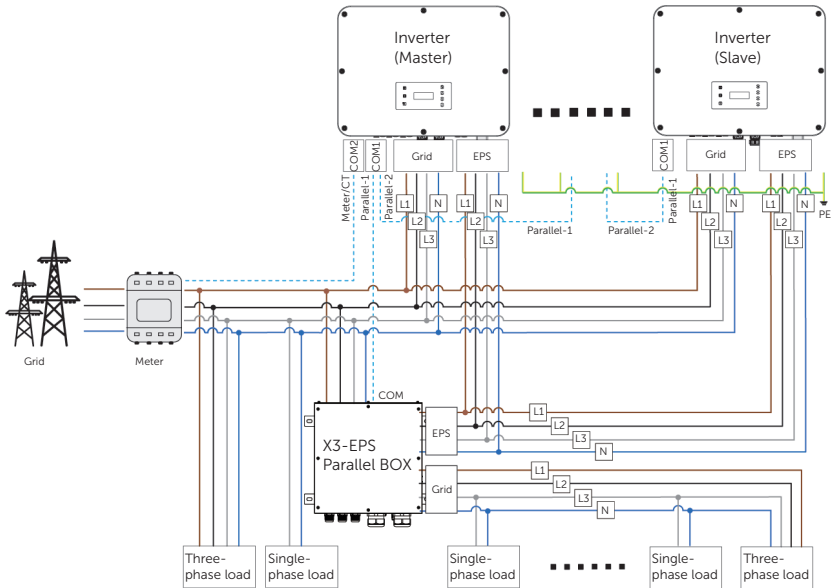 Inverter
(Master)
Inverter
(Slave)
Meter/CT
COM2
Parallel-1
COM1
Parallel-2
Grid
EPS
COM1
Parallel-1
Grid
EPS
L1
L2
L3
N
L1
L2
L3
N
L1
L2
L3
N
L1
L2
L3
N
PE
Parallel-1
Parallel-2
Grid
Meter
COM
X3-EPS
Parallel BOX
EPS
L1
L2
L3
N
Grid
L1
L2
L3
N
Three-
phase load
Single-
phase load
Single-
phase load
Single-
phase load
Three-
phase load